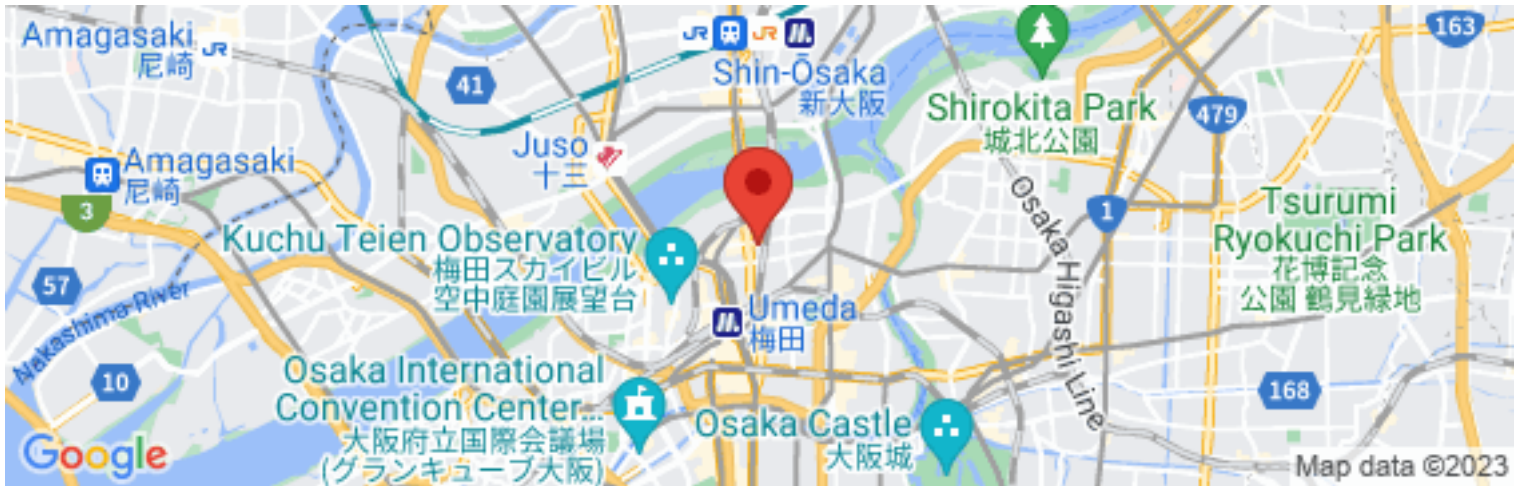 Amagasaki
尼崎
JR
41
JR
JR
Shin-Ōsaka
新大阪
163
Shirokita Park
城北公園
479
Juso
十三
Amagasaki
尼崎
3
1
Tsurumi
Ryokuchi Park
花博記念
公園 鶴見緑地
Kuchu Teien Observatory
梅田スカイビル
空中庭園展望台
Osaka Higashi Line
57
Nakashima River
Umeda
梅田
10
168
Osaka International
Convention Center...
大阪府立国際会議場
(グランキューブ大阪)
Osaka Castle
大阪城
Google
Map data ©2023